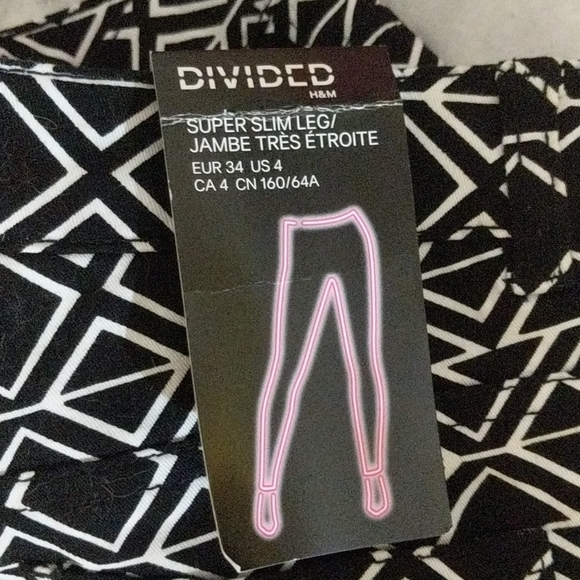 DIVIDED
H&M
SUPER SLIM LEG/
JAMBE TRÈS ÉTROITE
EUR 34 US 4
CA 4 CN 160/64A